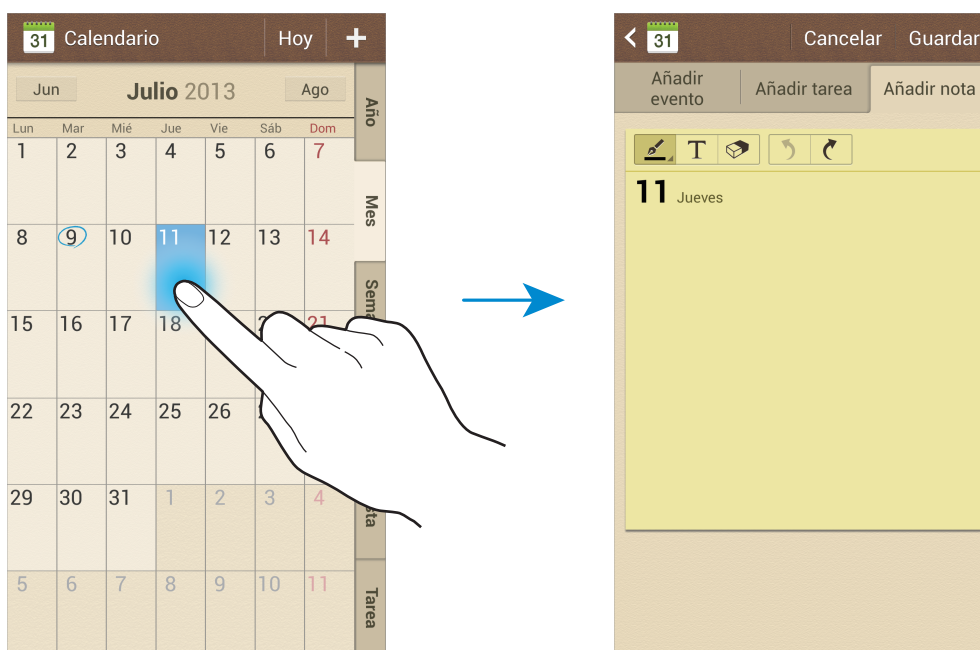 31 Calendario Hoy +
Jun Julio 2013 Ago
Lun Mar Mié Jue Vie Sáb Dom
1 2 3 4 5 6 7
8 9 10 11 12 13 14
15 16 17 18 21
22 23 24 25 26
29 30 31 1 2 3 4
5 6 7 8 9 10 11
Año
Mes
Tarea
31 Cancelar Guardar
Añadir
evento
Añadir tarea
Añadir nota
T
11 Jueves